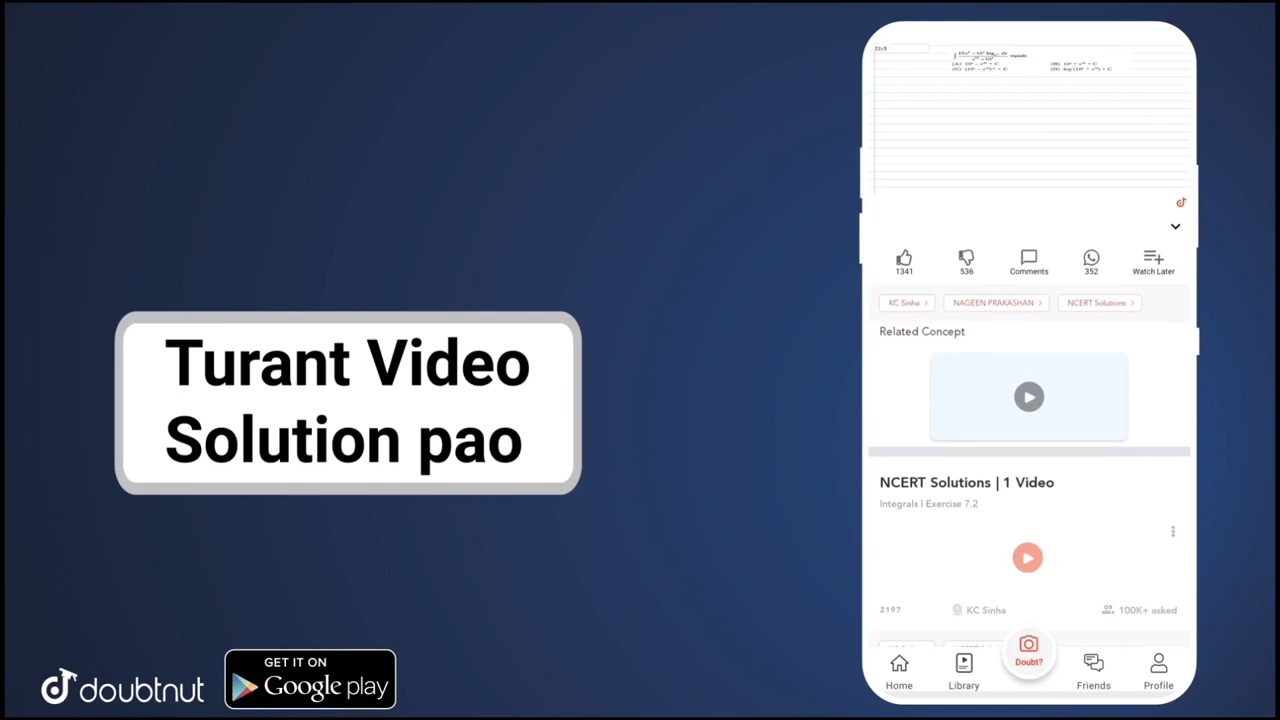 Turant Video
Solution pao
doubtnut
GET IT ON
Google play
equals
1341
536
Comments
352
Watch Later
KC Sinha
NAGEEN PRAKASHAN
NCERT Solutions
Related Concept
NCERT Solutions | 1 Video
Integrals l Exercise 7.2
2197
KC Sinha
100K+ asked
Doubt?
Home
Library
Friends
Profile